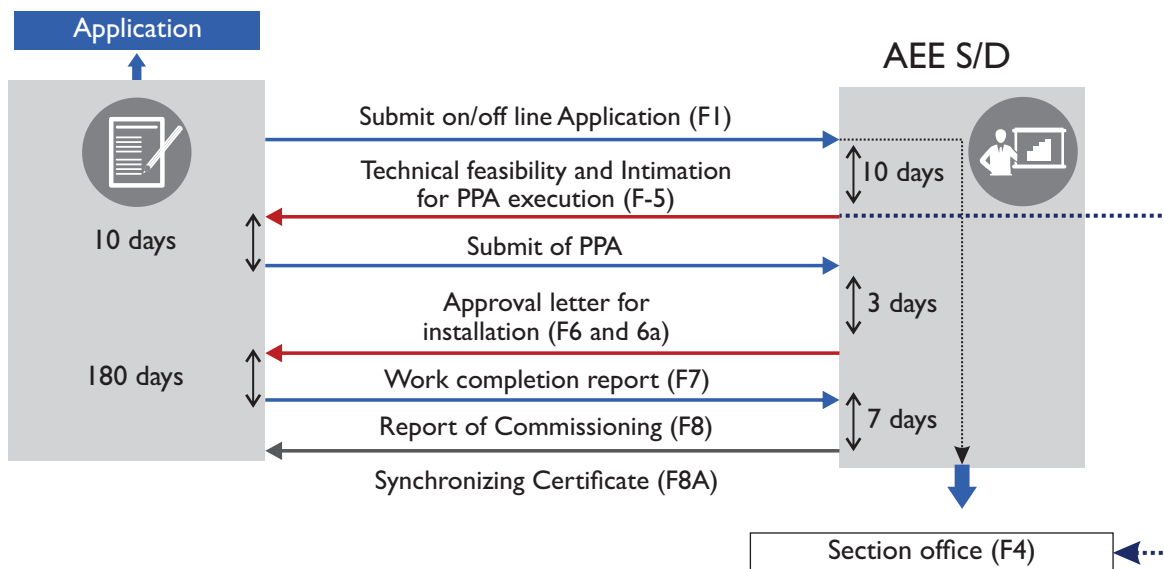 Application
AEE S/D
Submit on/off line Application (F1)
Technical feasibility and Intimation
for PPA execution (F-5)
10 days
10 days
Submit of PPA
Approval letter for
installation (F6 and 6a)
3 days
180 days
Work completion report (F7)
Report of Commissioning (F8)
7 days
Synchronizing Certificate (F8A)
Section office (F4)